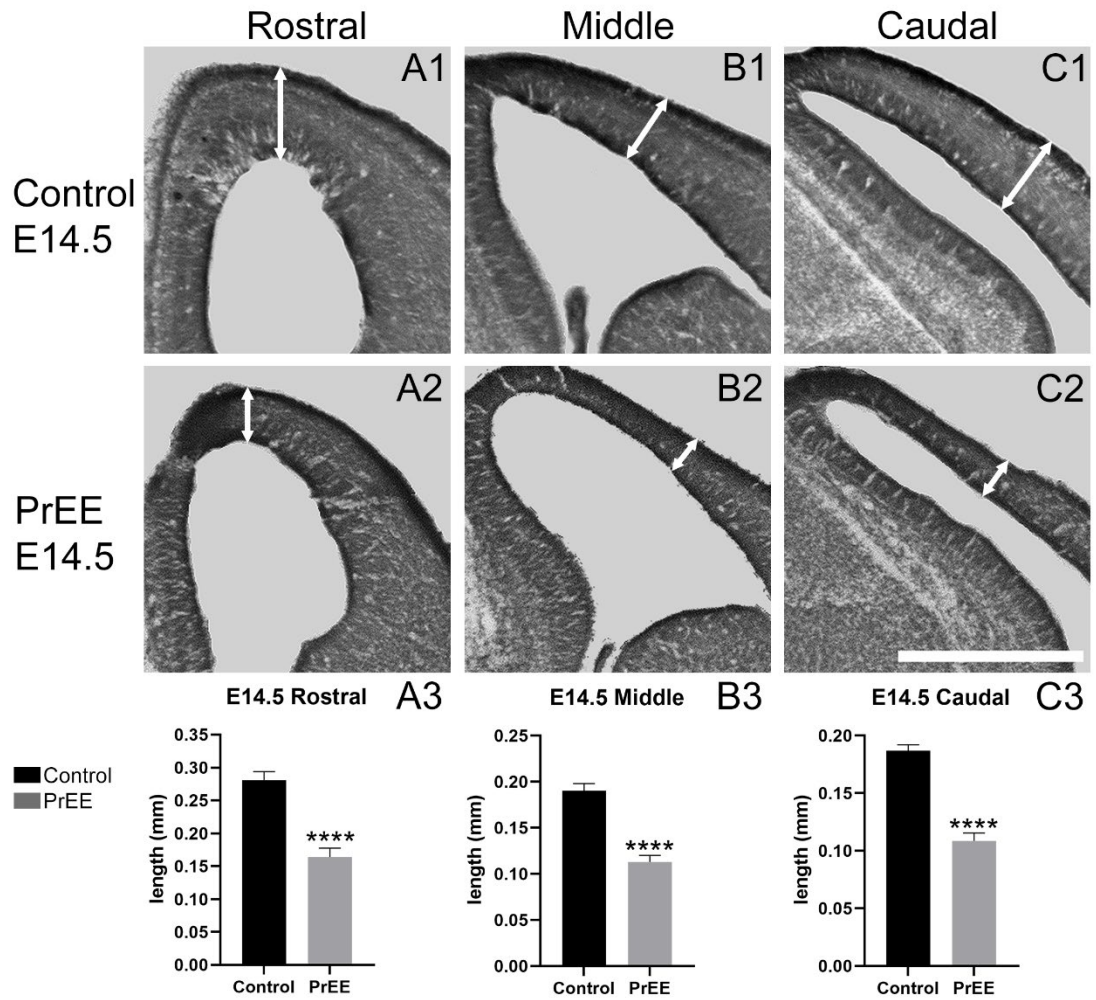 Rostral Middle Caudal
A1 B1 C1
Control
E14.5
A2 B2 C2
PrEE
E14.5
E14.5 Rostral A3 E14.5 Middle B3 E14.5 Caudal C3
Control
PrEE
length (mm)
0.35
0.30
0.25
0.20
0.15
0.10
0.05
0.00
****
Control PrEE
length (mm)
0.25
0.20
0.15
0.10
0.05
0.00
****
Control PrEE
length (mm)
0.20
0.15
0.10
0.05
0.00
****
Control PrEE